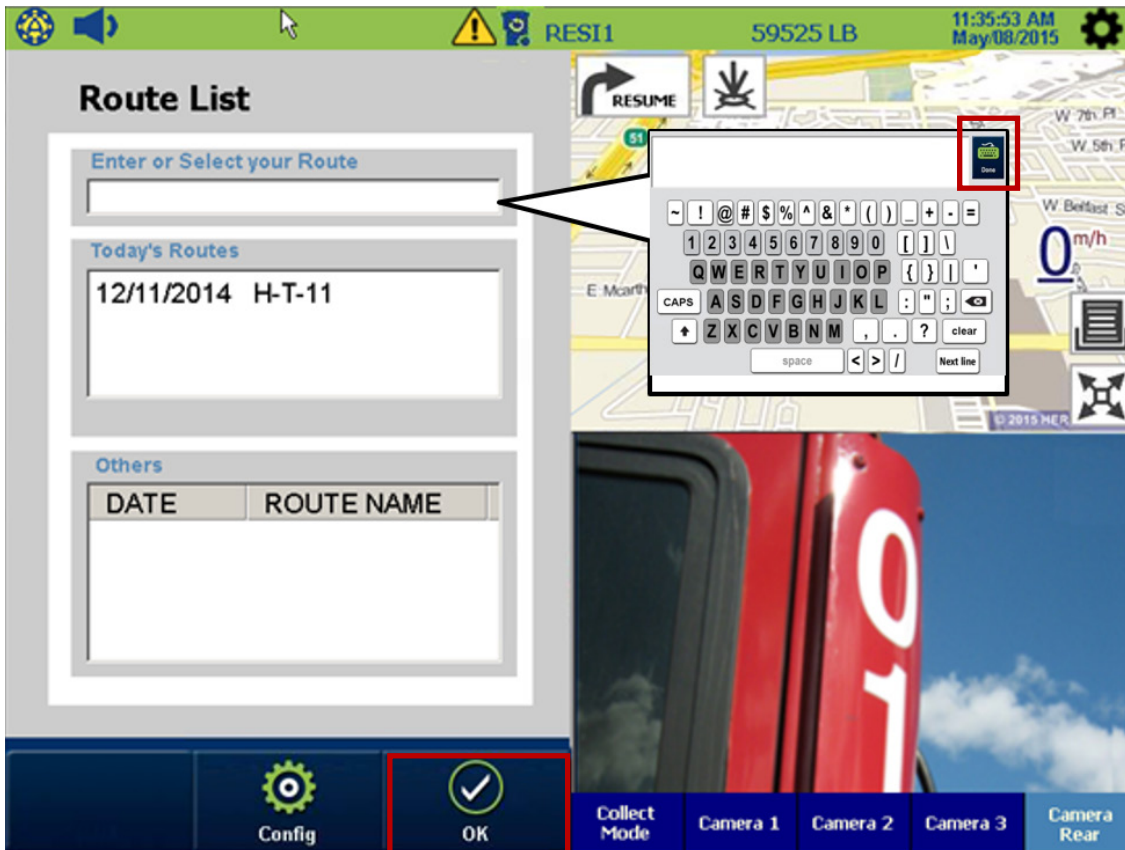 RESI1 59525 LB 11:35:53 AM
May/08/2015
Route List
Enter or Select your Route
Today's Routes
12/11/2014 H-T-11
Others
DATE ROUTE NAME
Config
OK
RESUME
51
W 7th Pl
W. 5th
W. Belfast S
E Mcarth
0 m/h
© 2015 HER
Done
~ ! @ # $ % ^ & * ( ) _ + - =
1 2 3 4 5 6 7 8 9 0 [ ] \
Q W E R T Y U I O P { } | '
CAPS A S D F G H J K L : " ;
Z X C V B N M , . ? clear
space < > / Next line
01
Collect
Mode
Camera 1
Camera 2
Camera 3
Camera
Rear